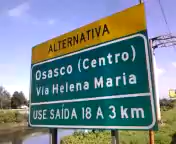 ALTERNATIVA
Osasco (Centro)
Via Helena Maria
USE SAÍDA 18 A 3 km